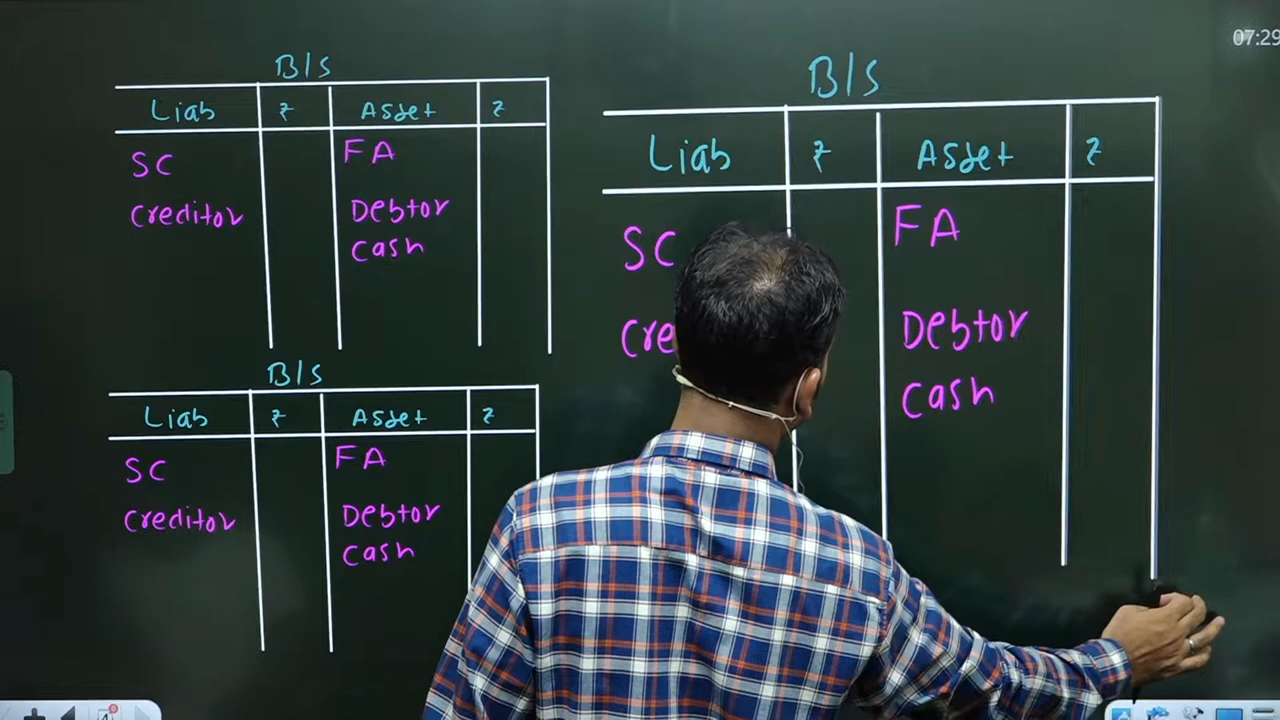 07:29
B/S
Liab ₹ Asset ₹
SC FA
Creditor Debtor
Cash
B/S
Liab ₹ Asset ₹
SC FA
Creditor Debtor
Cash
B/S
Liab ₹ Asset ₹
SC FA
Cre Debtor
Cash